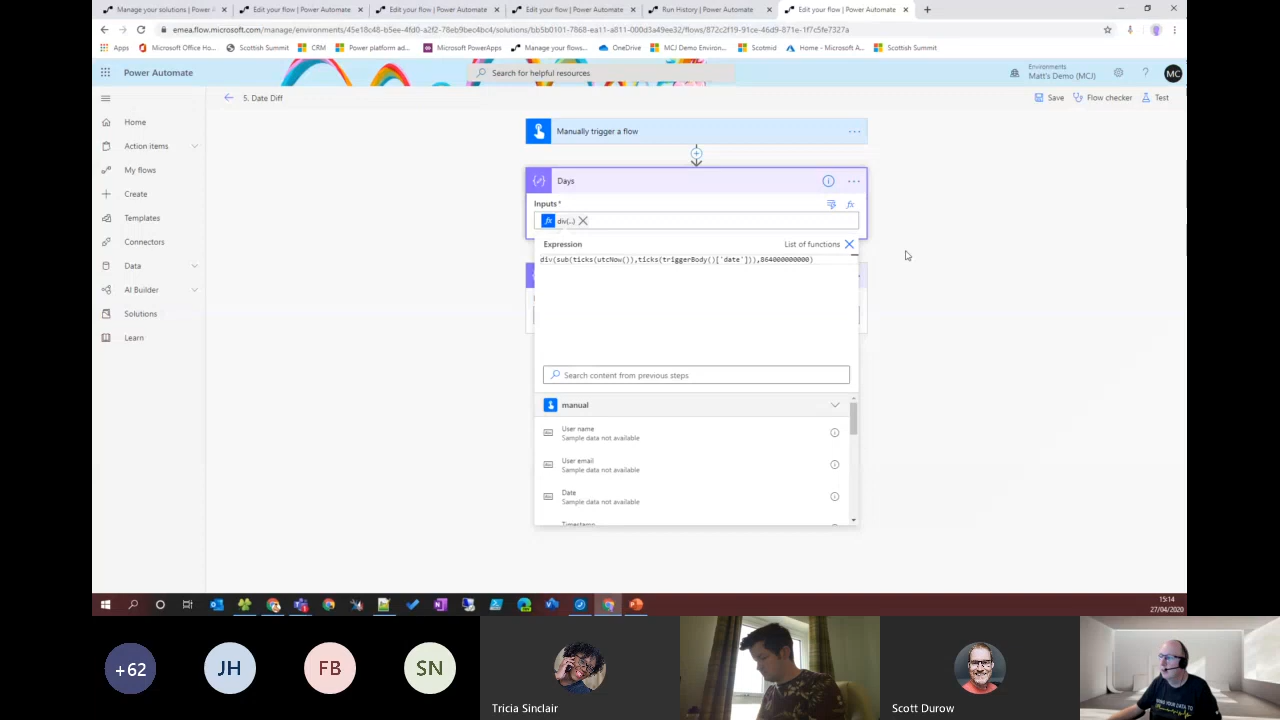 Manage your solutions | Power A
Edit your flow | Power Automate
Edit your flow | Power Automate
Edit your flow | Power Automate
Run History | Power Automate
Edit your flow | Power Automate
Apps
Microsoft Office Ho...
Scottish Summit
CRM
Power platform ad...
Microsoft PowerApps
Manage your flows...
OneDrive
MCJ Demo Environ...
Scotmid
Home - Microsoft A...
Scottish Summit
Power Automate
Search for helpful resources
Environments
Matt's Demo (MCJ)
MC
5. Date Diff
Save
Flow checker
Test
Home
Action items
My flows
Create
Templates
Connectors
Data
AI Builder
Solutions
Learn
Manually trigger a flow
Days
Inputs *
fx
fx div(...)
Expression
List of functions
div(sub(ticks(utcNow()),ticks(triggerBody()['date'])),864000000000)
Search content from previous steps
manual
User name
Sample data not available
User email
Sample data not available
Date
Sample data not available
Timestamp
15:14
27/04/2020
+62
JH
FB
SN
Tricia Sinclair
Scott Durow